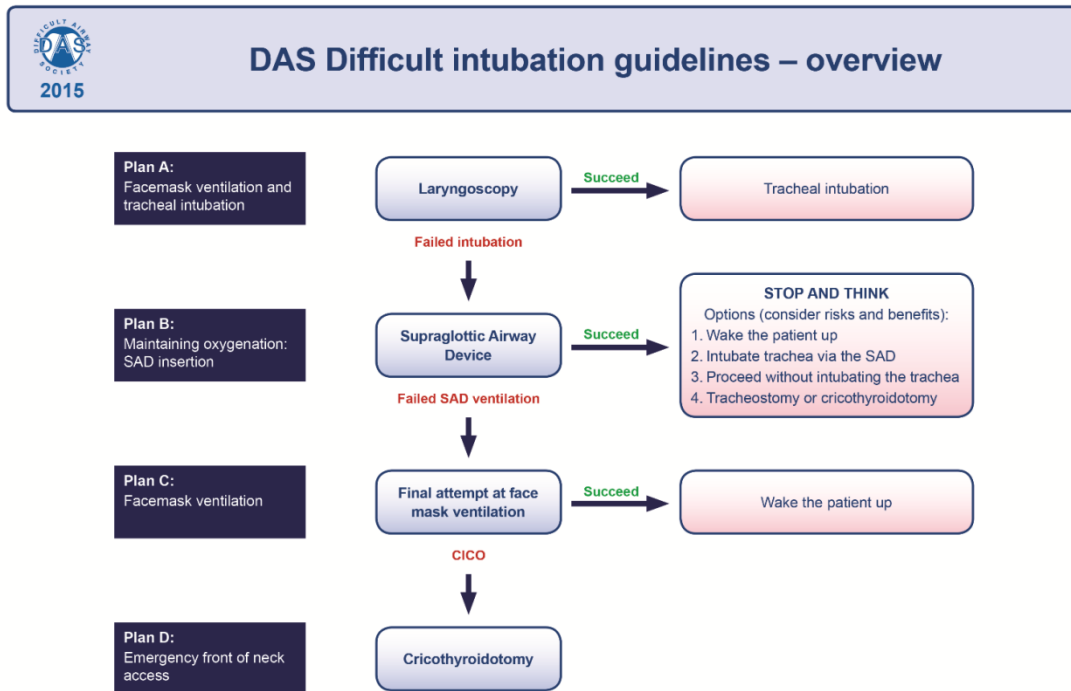 DIFFICULT AIRWAY
DAS
SOCIETY
2015
DAS Difficult intubation guidelines – overview
Plan A:
Facemask ventilation and
tracheal intubation
Laryngoscopy
Succeed
Tracheal intubation
Failed intubation
Plan B:
Maintaining oxygenation:
SAD insertion
Supraglottic Airway
Device
Succeed
STOP AND THINK
Options (consider risks and benefits):
1. Wake the patient up
2. Intubate trachea via the SAD
3. Proceed without intubating the trachea
4. Tracheostomy or cricothyroidotomy
Failed SAD ventilation
Plan C:
Facemask ventilation
Final attempt at face
mask ventilation
Succeed
Wake the patient up
CICO
Plan D:
Emergency front of neck
access
Cricothyroidotomy